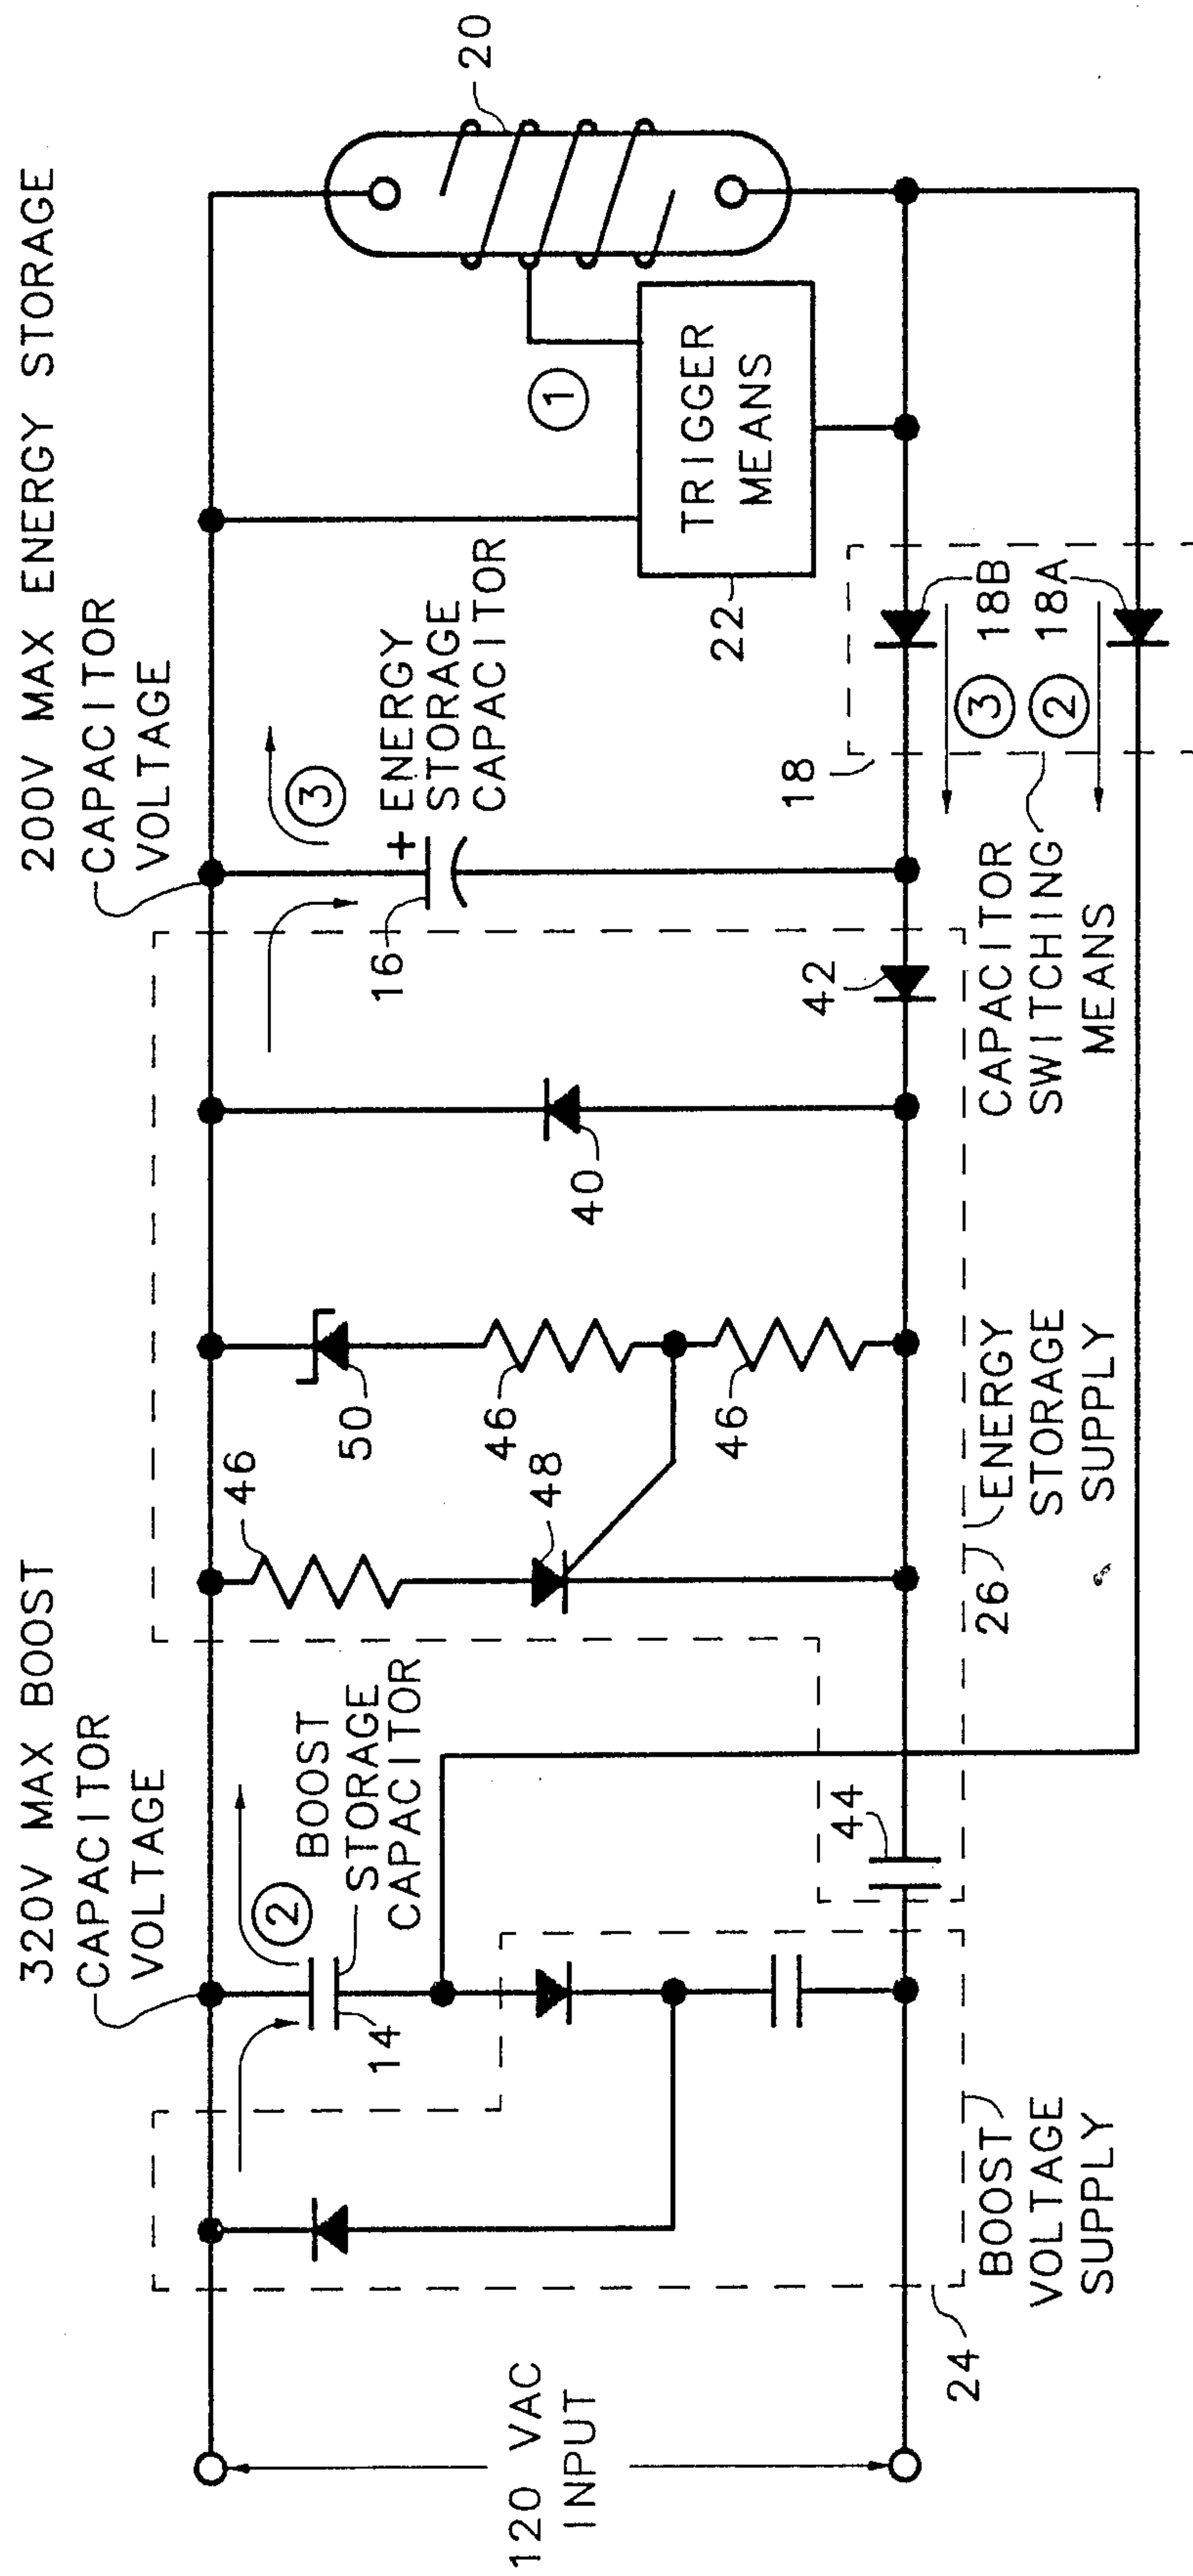 320V MAX BOOST
CAPACITOR
VOLTAGE
200V MAX ENERGY STORAGE
CAPACITOR
VOLTAGE
2
BOOST
STORAGE
CAPACITOR
14
46
48
50
46
46
40
16
3
+ ENERGY
STORAGE
CAPACITOR
1
20
TRIGGER
MEANS
22
120 VAC
INPUT
24
BOOST
VOLTAGE
SUPPLY
44
26
ENERGY
STORAGE
SUPPLY
42
CAPACITOR
SWITCHING
MEANS
18
3
18B
2
18A